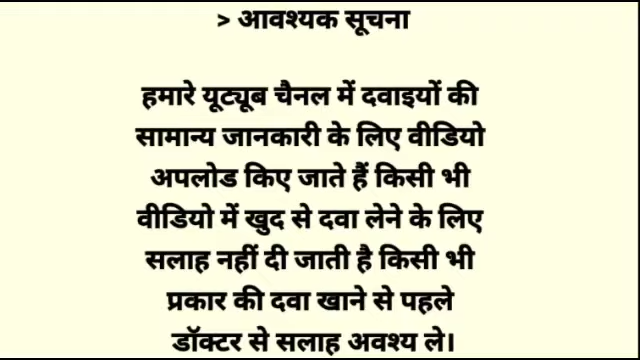 > आवश्यक सूचना
हमारे यूट्यूब चैनल में दवाइयों की
सामान्य जानकारी के लिए वीडियो
अपलोड किए जाते हैं किसी भी
वीडियो में खुद से दवा लेने के लिए
सलाह नहीं दी जाती है किसी भी
प्रकार की दवा खाने से पहले
डॉक्टर से सलाह अवश्य ले।